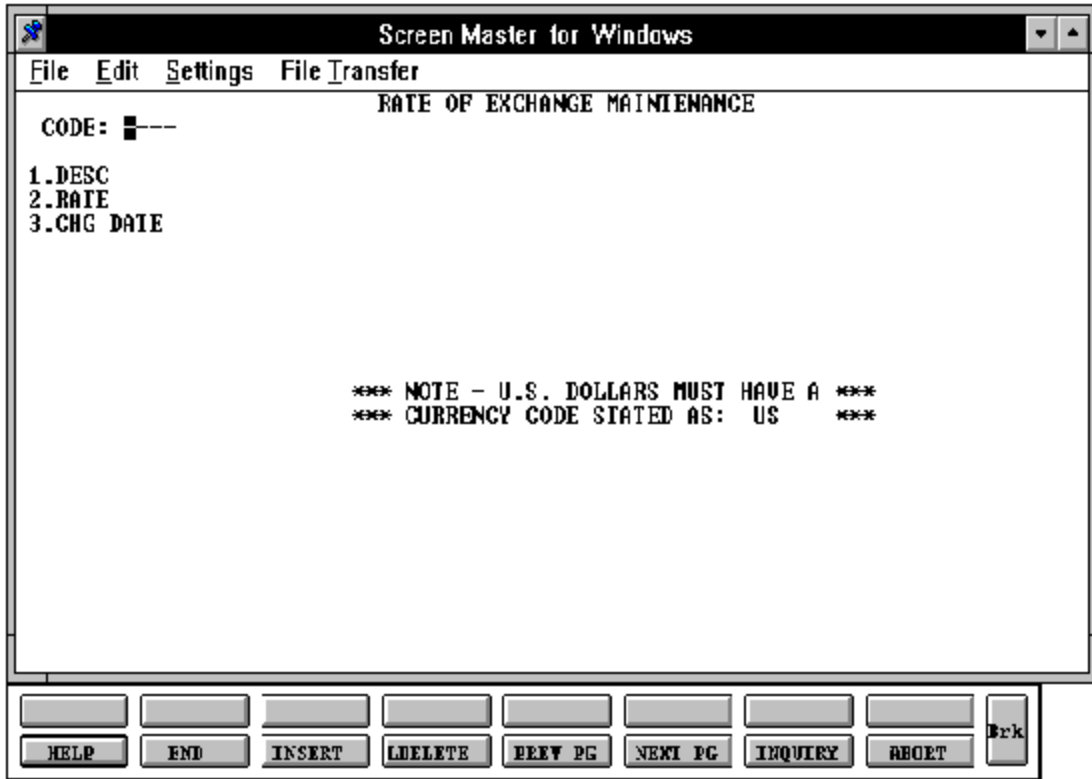 Screen Master for Windows
File Edit Settings File Transfer
RATE OF EXCHANGE MAINTENANCE
CODE: ----
1.DESC
2.RATE
3.CHG DATE
*** NOTE - U.S. DOLLARS MUST HAVE A ***
*** CURRENCY CODE STATED AS: US ***
HELP END INSERT LDELETE PREV PG NEXT PG INQUIRY ABORT Brk